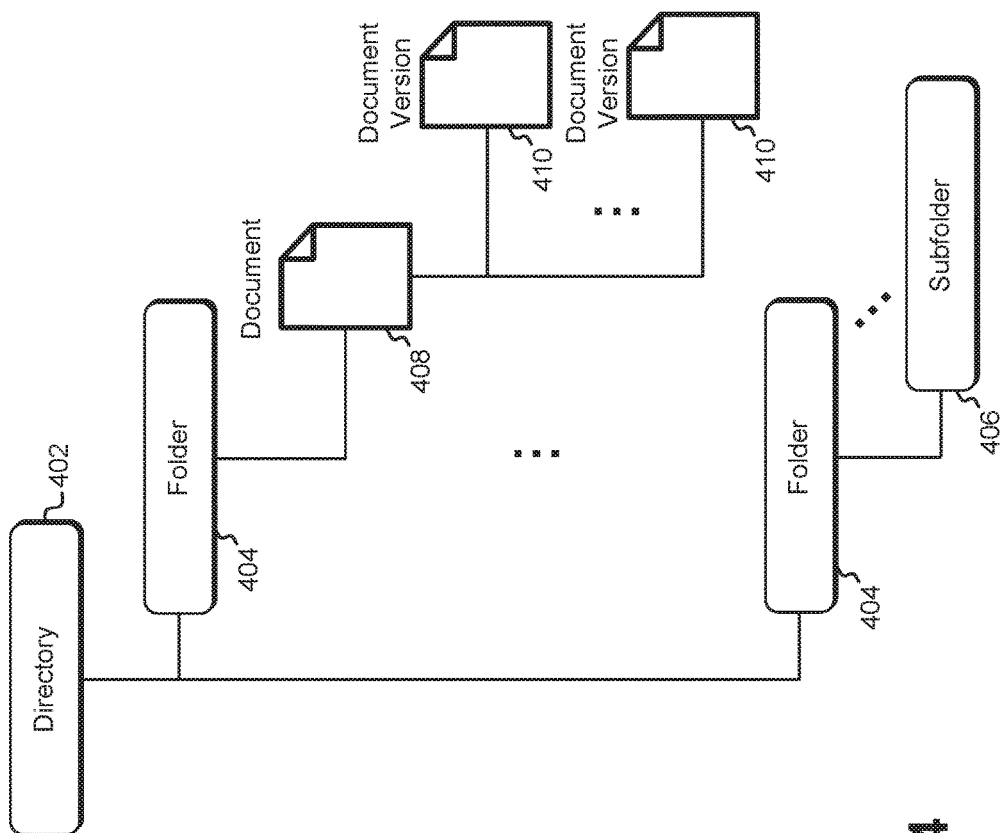 Directory
402
Folder
404
Document
408
Document
Version
410
Document
Version
410
Folder
404
Subfolder
406